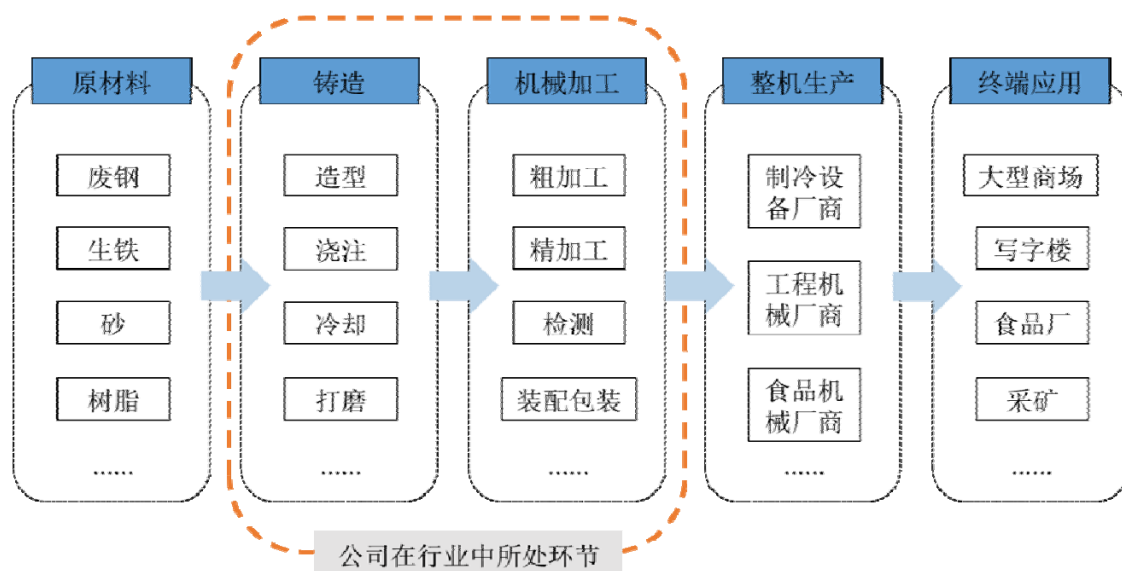 原材料
废钢
生铁
砂
树脂
......
铸造
造型
浇注
冷却
打磨
......
机械加工
粗加工
精加工
检测
装配包装
......
整机生产
制冷设
备厂商
工程机
械厂商
食品机
械厂商
......
终端应用
大型商场
写字楼
食品厂
采矿
......
公司在行业中所处环节